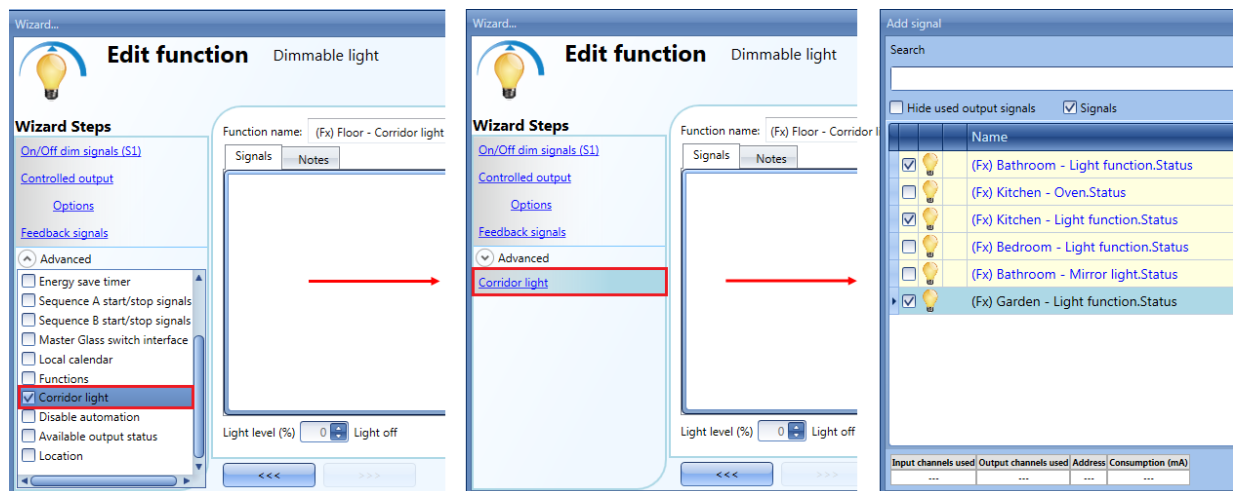 Wizard...
Edit function Dimmable light
Wizard Steps
On/Off dim signals (S1)
Controlled output
Options
Feedback signals
Advanced
Energy save timer
Sequence A start/stop signals
Sequence B start/stop signals
Master Glass switch interface
Local calendar
Functions
Corridor light
Disable automation
Available output status
Location
Function name: (Fx) Floor - Corridor light
Signals Notes
Light level (%) 0 Light off
<<< >>>
Wizard...
Edit function Dimmable light
Wizard Steps
On/Off dim signals (S1)
Controlled output
Options
Feedback signals
Advanced
Corridor light
Function name: (Fx) Floor - Corridor
Signals Notes
Light level (%) 0 Light off
<<< >>>
Add signal
Search
Hide used output signals Signals
Name
(Fx) Bathroom - Light function.Status
(Fx) Kitchen - Oven.Status
(Fx) Kitchen - Light function.Status
(Fx) Bedroom - Light function.Status
(Fx) Bathroom - Mirror light.Status
(Fx) Garden - Light function.Status
Input channels used Output channels used Address Consumption (mA)
--- --- --- ---